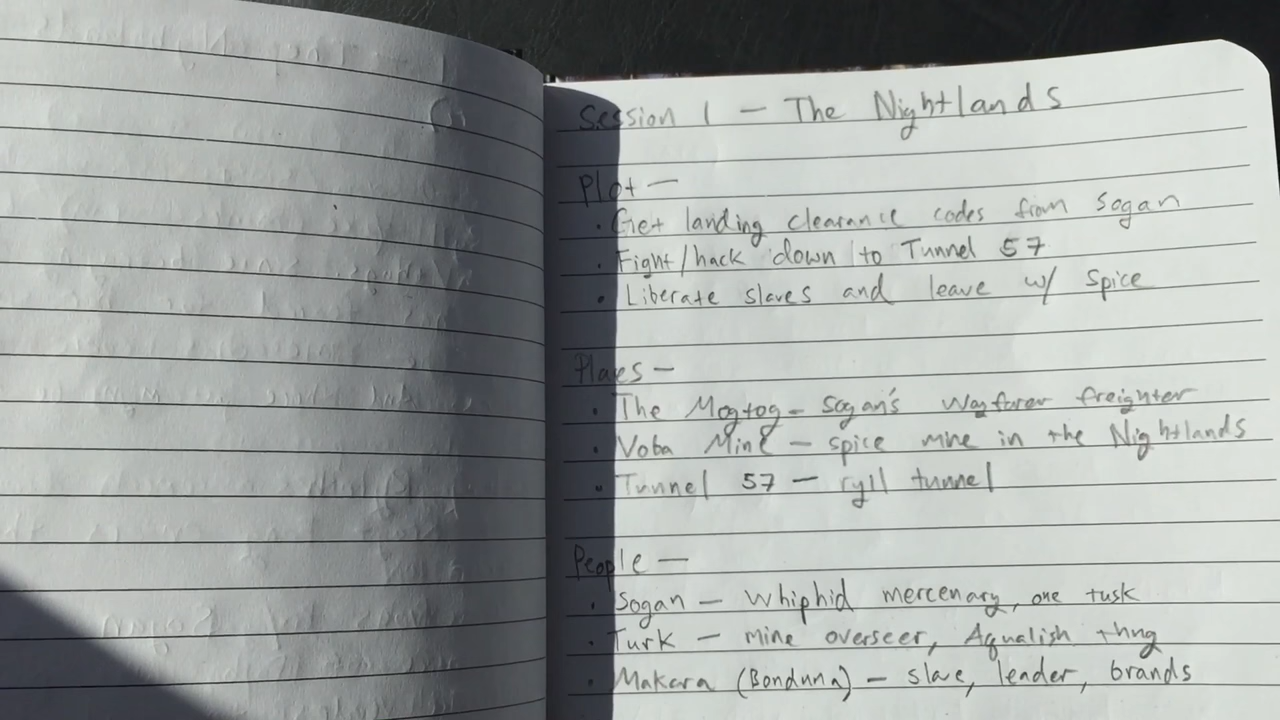 Session 1 — The Nightlands
Plot —
• Get landing clearance codes from Sogan
• Fight/hack down to Tunnel 57
• Liberate slaves and leave w/ Spice
Places —
• The Mogtog - Sogan's Wayfarer freighter
• Voba Mine — spice mine in the Nightlands
• Tunnel 57 — ryll tunnel
People —
• Sogan — Whiphid mercenary, one tusk
• Turk — mine overseer, Aqualish thug
• Makara (Bonduna) — slave, leader, brands